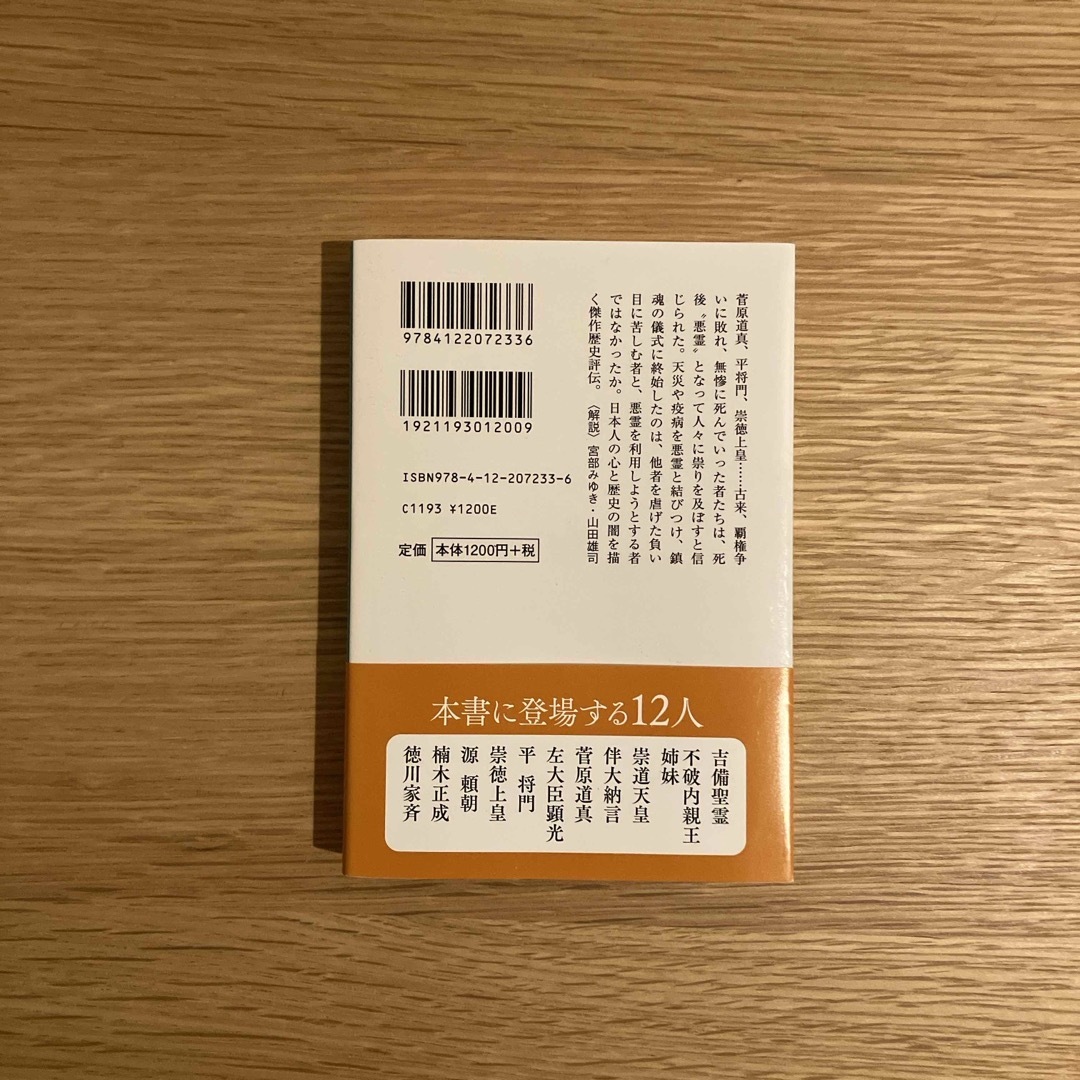 菅原道真、平将門、崇徳上皇……古来、覇権争
いに敗れ、無惨に死んでいった者たちは、死
後〝悪霊〟となって人々に祟りを及ぼすと信
じられた。天災や疫病を悪霊と結びつけ、鎮
魂の儀式に終始したのは、他者を虐げた負い
目に苦しむ者と、悪霊を利用しようとする者
ではなかったか。日本人の心と歴史の闇を描
く傑作歴史評伝。〈解説〉宮部みゆき・山田雄司
9784122072336
1921193012009
ISBN978-4-12-207233-6
C1193 ¥1200E
定価 本体1200円+税
本書に登場する12人
吉備聖霊
不破内親王
姉妹
崇道天皇
伴大納言
菅原道真
左大臣顕光
平 将門
崇徳上皇
源 頼朝
楠木正成
徳川家斉